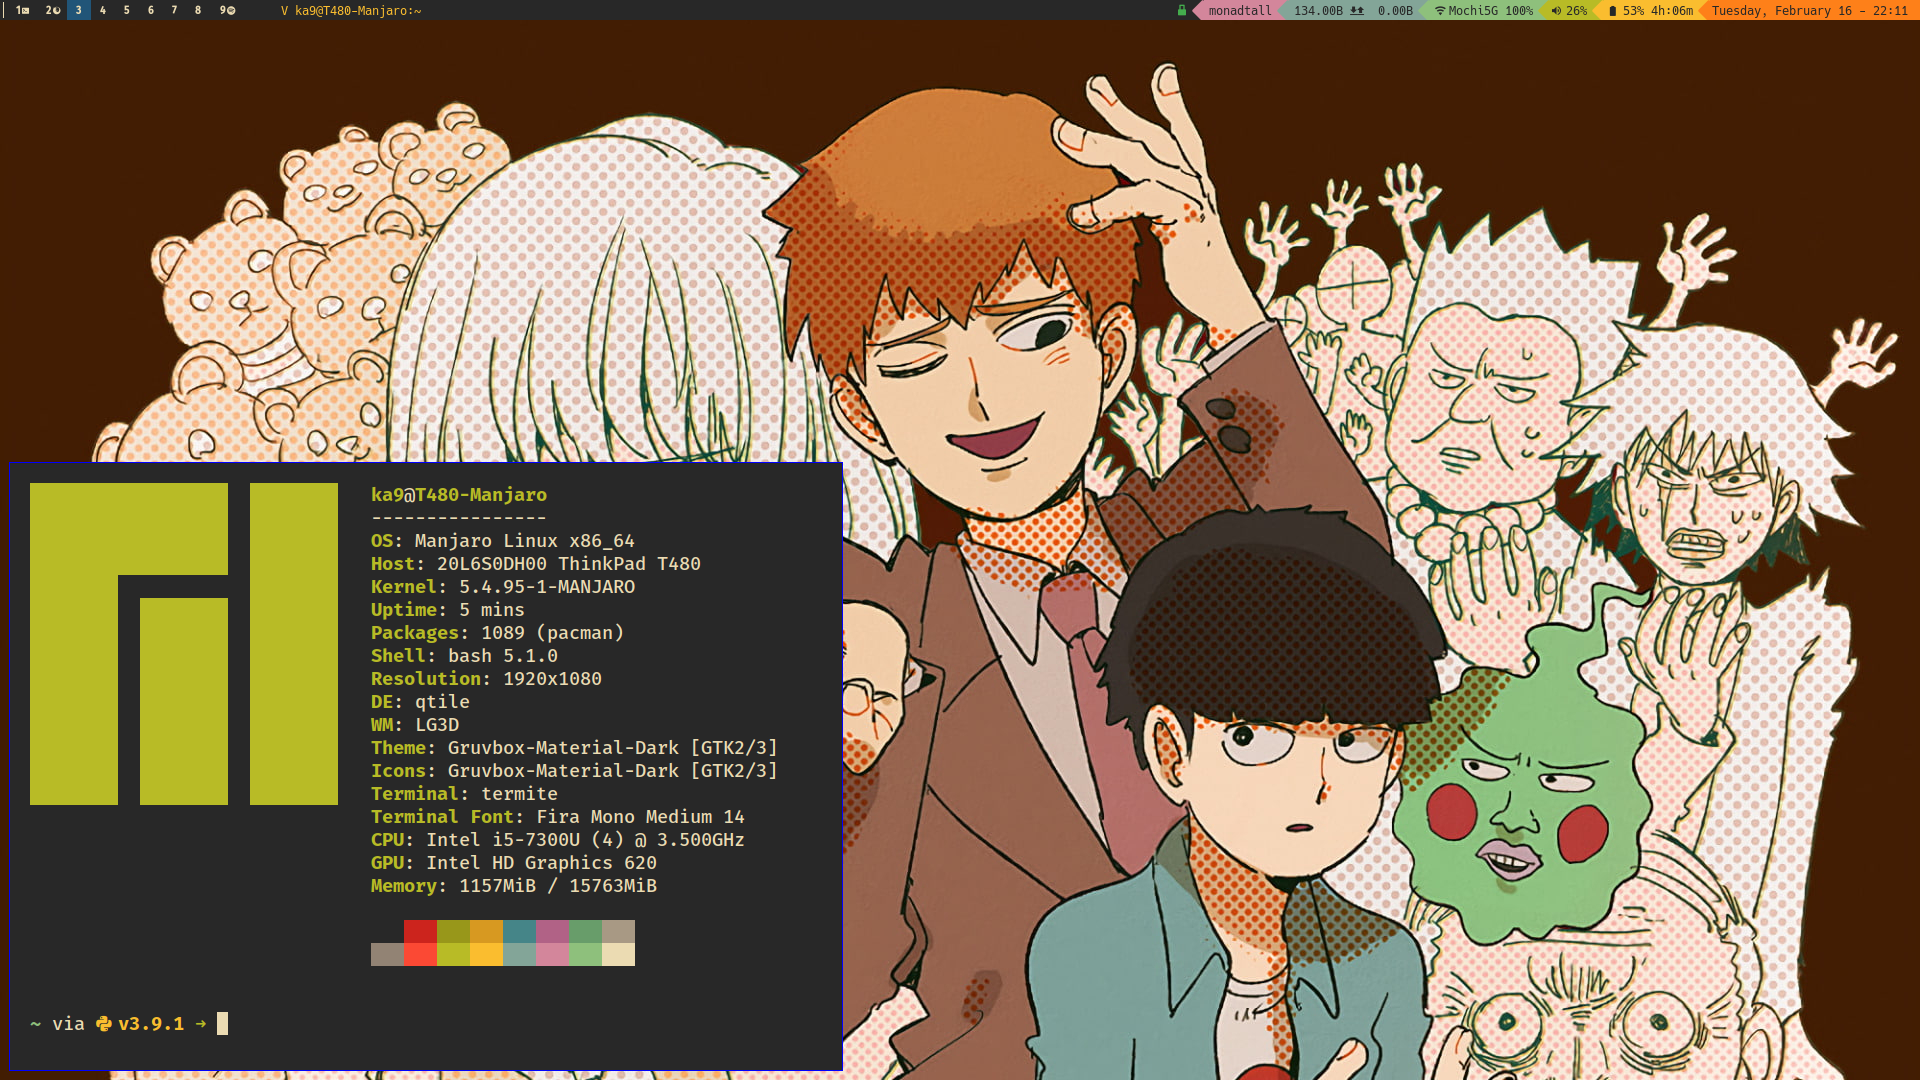 1 2 3 4 5 6 7 8 9 V ka9@T480-Manjaro:~ monadtall 134.00B 0.00B Mochi5G 100% 26% 53% 4h:06m Tuesday, February 16 - 22:11
ka9@T480-Manjaro
----------------
OS: Manjaro Linux x86_64
Host: 20L6S0DH00 ThinkPad T480
Kernel: 5.4.95-1-MANJARO
Uptime: 5 mins
Packages: 1089 (pacman)
Shell: bash 5.1.0
Resolution: 1920x1080
DE: qtile
WM: LG3D
Theme: Gruvbox-Material-Dark [GTK2/3]
Icons: Gruvbox-Material-Dark [GTK2/3]
Terminal: termite
Terminal Font: Fira Mono Medium 14
CPU: Intel i5-7300U (4) @ 3.500GHz
GPU: Intel HD Graphics 620
Memory: 1157MiB / 15763MiB
~ via v3.9.1 ➜